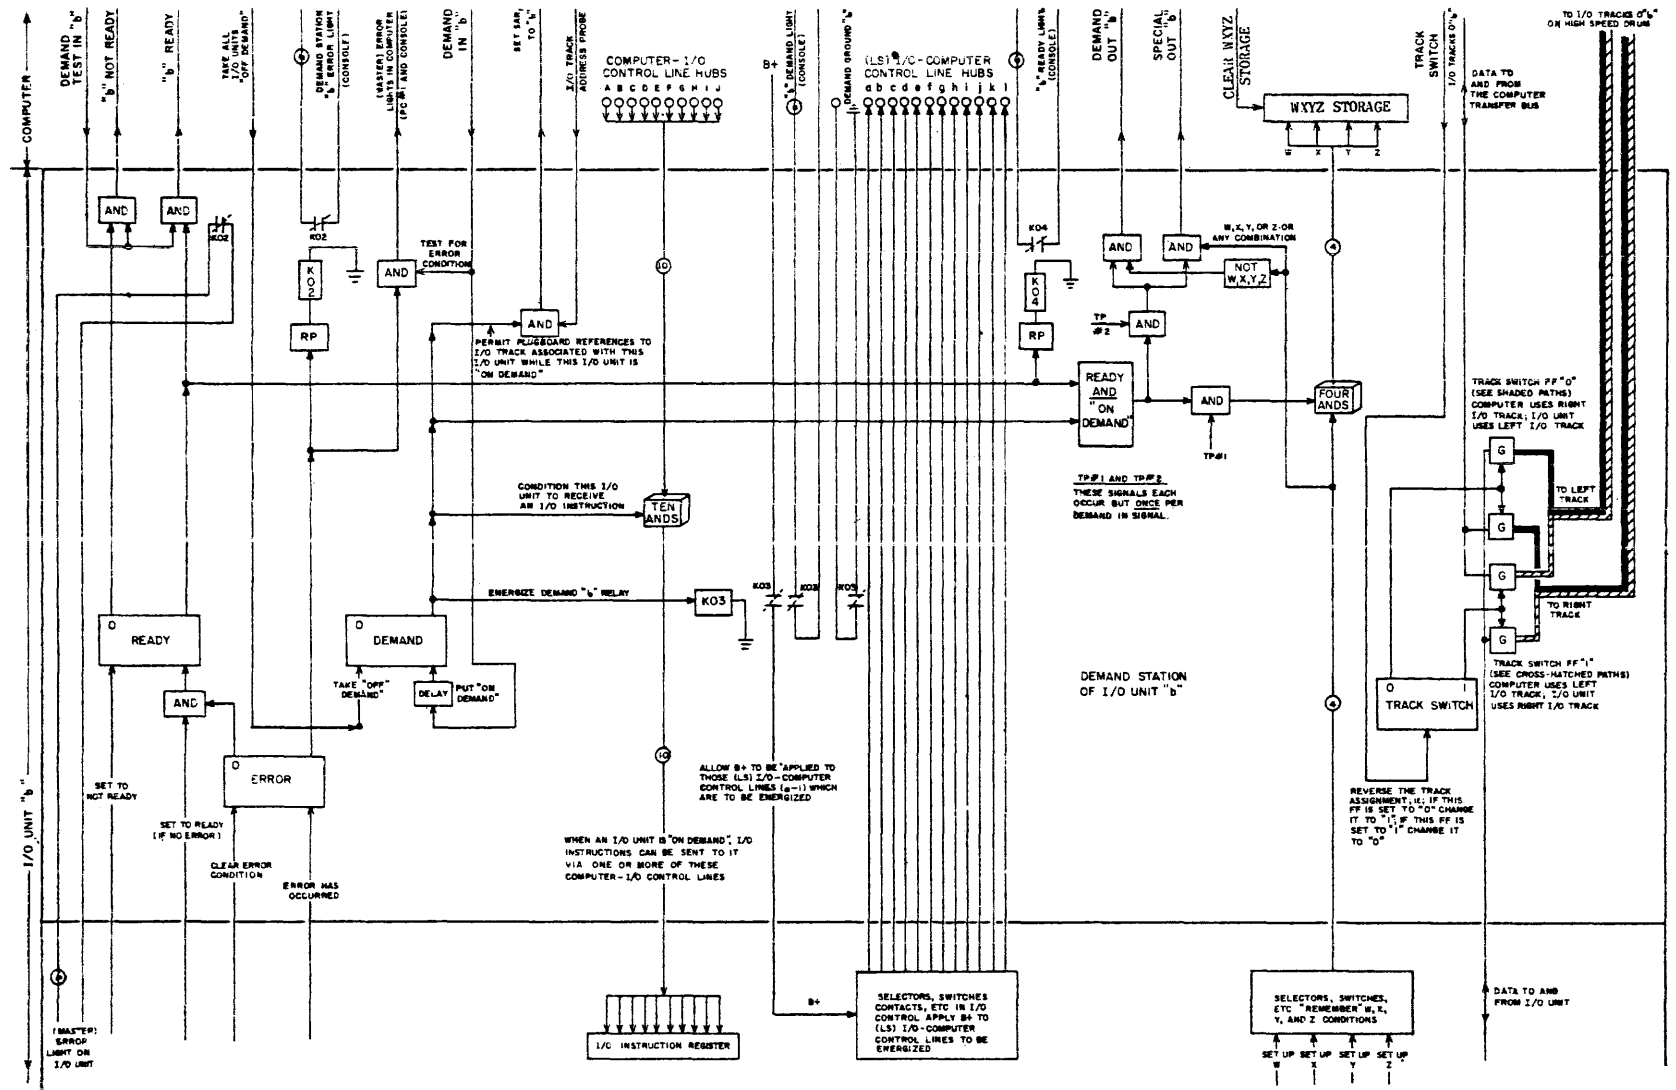 COMPUTER
DEMAND
TEST IN "b"
"b" NOT READY
"b" READY
TAKE ALL
I/O UNITS
"OFF DEMAND"
DEMAND STATION
"b" ERROR LIGHT
(CONSOLE)
(MASTER) ERROR
LIGHTS IN COMPUTER
(PC#1 AND CONSOLE)
DEMAND
IN "b"
SET SAR,
TO "b"
I/O TRACK
ADDRESS PROBE
COMPUTER-I/O
CONTROL LINE HUBS
A B C D E F G H I J
B+
"b" DEMAND LIGHT
(CONSOLE)
DEMAND GROUND "b"
(LS) I/O-COMPUTER
CONTROL LINE HUBS
a b c d e f g h i j k l
"b" READY LIGHT
(CONSOLE)
DEMAND
OUT "b"
SPECIAL
OUT "b"
CLEAR WXYZ
STORAGE
WXYZ STORAGE
W X Y Z
TRACK
SWITCH
I/O TRACKS 0"b"
DATA TO
AND FROM
THE COMPUTER
TRANSFER BUS
TO I/O TRACKS 0"b"
ON HIGH SPEED DRUM
AND
AND
K02
K02
K02
RP
TEST FOR
ERROR
CONDITION
AND
AND
10
PERMIT PLUGBOARD REFERENCES TO
I/O TRACK ASSOCIATED WITH THIS
I/O UNIT WHILE THIS I/O UNIT IS
"ON DEMAND"
K04
K04
RP
AND
AND
W, X, Y, OR Z-OR
ANY COMBINATION
4
NOT
W,X,Y,Z
TP
#2
AND
READY
AND
"ON
DEMAND"
AND
TP#1
FOUR
ANDS
TRACK SWITCH FF "0"
(SEE SHADED PATHS)
COMPUTER USES RIGHT
I/O TRACK; I/O UNIT
USES LEFT I/O TRACK
G
TO LEFT
TRACK
G
G
TO RIGHT
TRACK
G
TP#1 AND TP#2
THESE SIGNALS EACH
OCCUR BUT ONCE PER
DEMAND IN SIGNAL.
CONDITION THIS I/O
UNIT TO RECEIVE
AN I/O INSTRUCTION
TEN
ANDS
ENERGIZE DEMAND "b" RELAY
K03
K03
K03
K03
0
READY
0
DEMAND
TAKE "OFF"
DEMAND"
DELAY
PUT "ON
DEMAND"
AND
0
ERROR
DEMAND STATION
OF I/O UNIT "b"
TRACK SWITCH FF "1"
(SEE CROSS-HATCHED PATHS)
COMPUTER USES LEFT
I/O TRACK; I/O UNIT
USES RIGHT I/O TRACK
0 1
TRACK SWITCH
4
10
I/O UNIT "b"
SET TO
NOT READY
SET TO READY
(IF NO ERROR)
CLEAR ERROR
CONDITION
ERROR HAS
OCCURRED
ALLOW B+ TO BE APPLIED TO
THOSE (LS) I/O-COMPUTER
CONTROL LINES (a-l) WHICH
ARE TO BE ENERGIZED
REVERSE THE TRACK
ASSIGNMENT, IE; IF THIS
FF IS SET TO "0" CHANGE
IT TO "1"; IF THIS FF IS
SET TO "1" CHANGE IT
TO "0"
WHEN AN I/O UNIT IS "ON DEMAND", I/O
INSTRUCTIONS CAN BE SENT TO IT
VIA ONE OR MORE OF THESE
COMPUTER-I/O CONTROL LINES
(MASTER)
ERROR
LIGHT ON
I/O UNIT
I/O INSTRUCTION REGISTER
B+
SELECTORS, SWITCHES
CONTACTS, ETC IN I/O
CONTROL APPLY B+ TO
(LS) I/O-COMPUTER
CONTROL LINES TO BE
ENERGIZED
SELECTORS, SWITCHES,
ETC "REMEMBER" W, X,
Y, AND Z CONDITIONS
SET UP
W
SET UP
X
SET UP
Y
SET UP
Z
DATA TO AND
FROM I/O UNIT